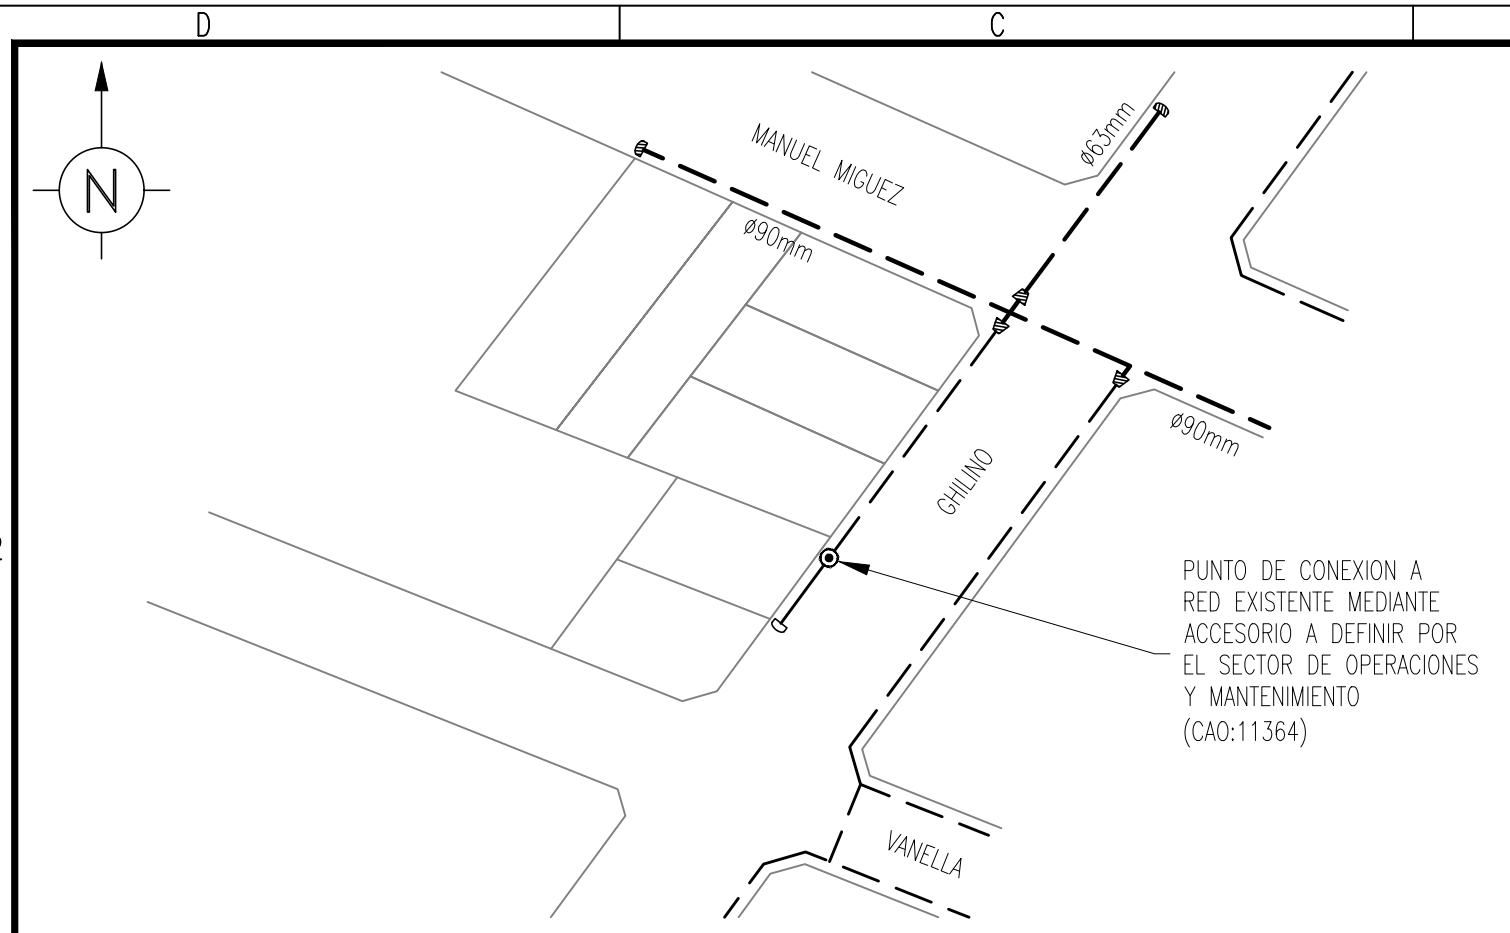 D
C
N
MANUEL MIGUEZ
ø63mm
ø90mm
ø90mm
GHILINO
PUNTO DE CONEXION A
RED EXISTENTE MEDIANTE
ACCESORIO A DEFINIR POR
EL SECTOR DE OPERACIONES
Y MANTENIMIENTO
(CAO:11364)
VANELLA